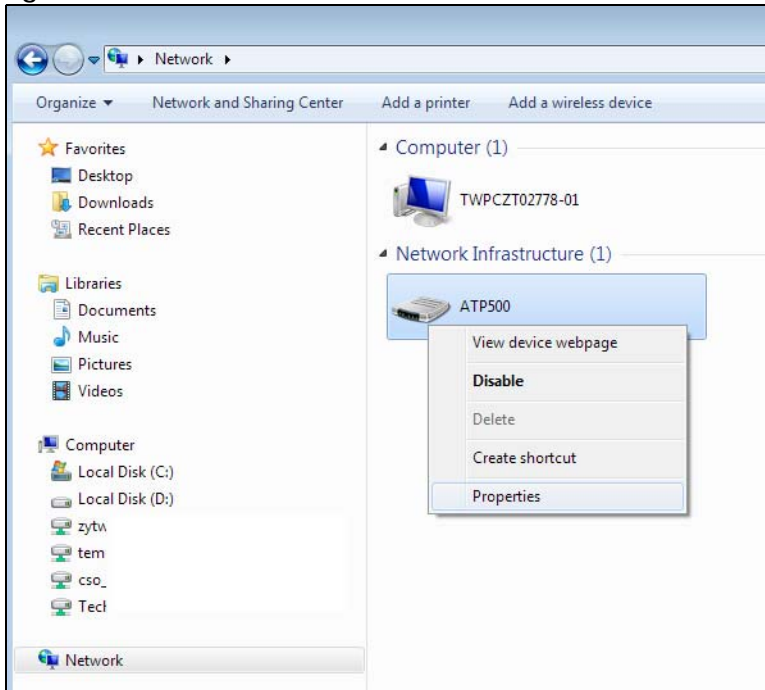 Network
Organize Network and Sharing Center Add a printer Add a wireless device
Favorites
Desktop
Downloads
Recent Places
Libraries
Documents
Music
Pictures
Videos
Computer
Local Disk (C:)
Local Disk (D:)
zytw
tem
cso_
Network
Computer (1)
TWPCZT02778-01
Network Infrastructure (1)
ATP500
View device webpage
Disable
Delete
Create shortcut
Properties